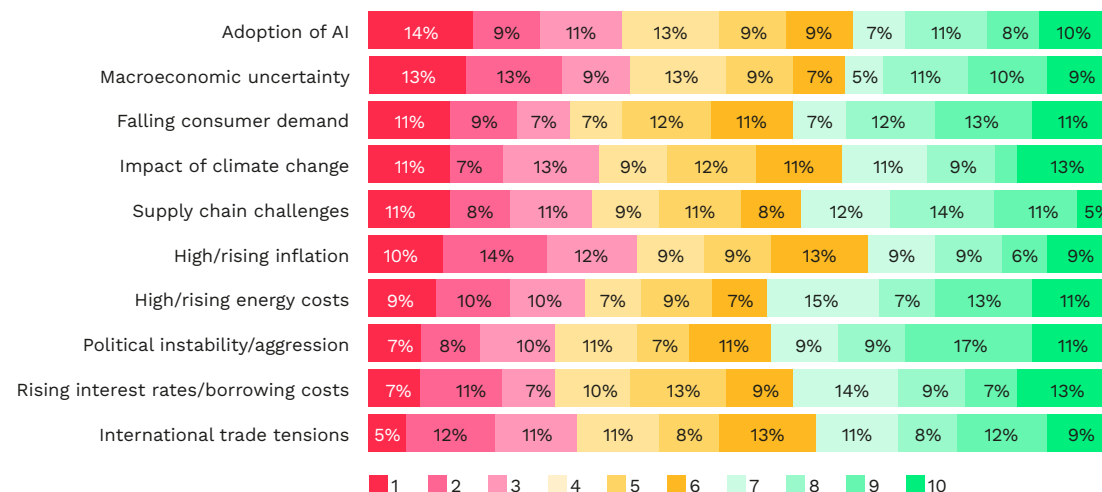 Adoption of AI 14% 9% 11% 13% 9% 9% 7% 11% 8% 10%
Macroeconomic uncertainty 13% 13% 9% 13% 9% 7% 5% 11% 10% 9%
Falling consumer demand 11% 9% 7% 7% 12% 11% 7% 12% 13% 11%
Impact of climate change 11% 7% 13% 9% 12% 11% 11% 9% 13%
Supply chain challenges 11% 8% 11% 9% 11% 8% 12% 14% 11% 5%
High/rising inflation 10% 14% 12% 9% 9% 13% 9% 9% 6% 9%
High/rising energy costs 9% 10% 10% 7% 9% 7% 15% 7% 13% 11%
Political instability/aggression 7% 8% 10% 11% 7% 11% 9% 9% 17% 11%
Rising interest rates/borrowing costs 7% 11% 7% 10% 13% 9% 14% 9% 7% 13%
International trade tensions 5% 12% 11% 11% 8% 13% 11% 8% 12% 9%
1 2 3 4 5 6 7 8 9 10